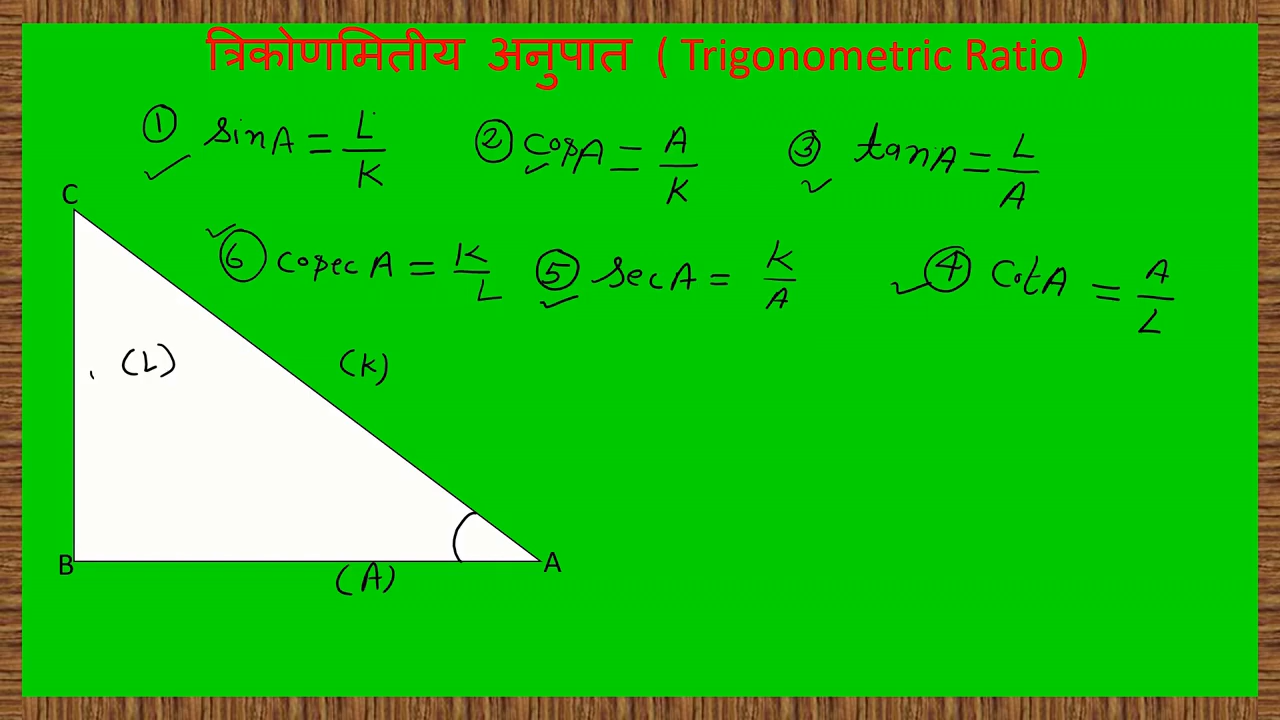 त्रिकोणमितीय अनुपात ( Trigonometric Ratio )
① sinA = L/K ② cosA = A/K ③ tanA = L/A
C
⑥ cosecA = K/L ⑤ secA = K/A ④ cotA = A/L
(L) (K)
B A
(A)